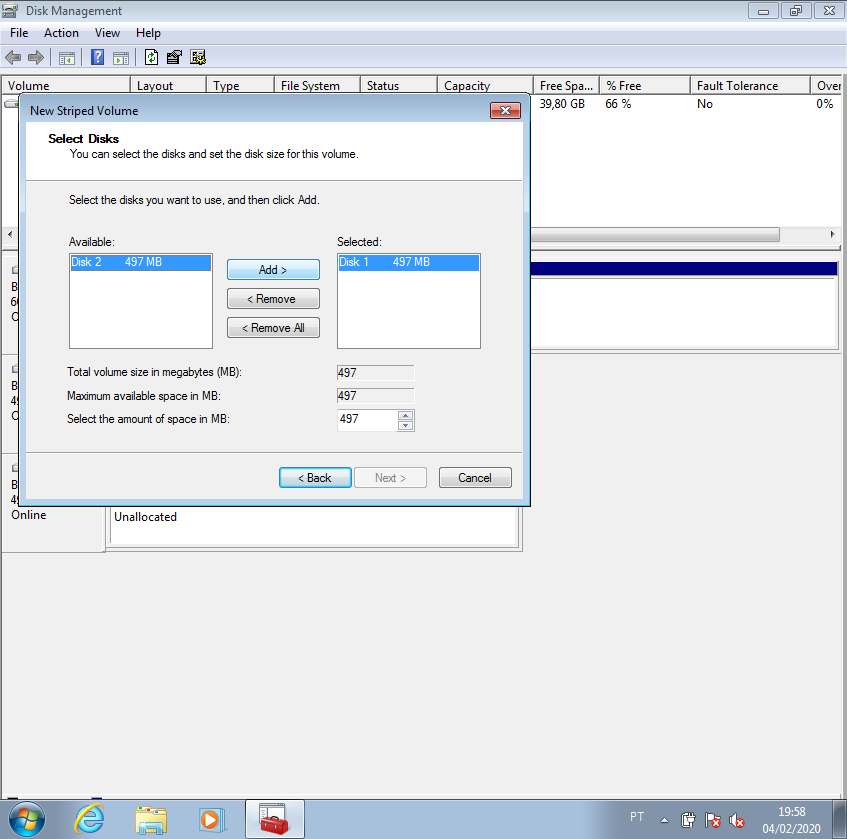 Disk Management
File Action View Help
Volume Layout Type File System Status Capacity Free Spa... % Free Fault Tolerance Over
39,80 GB 66 % No 0%
New Striped Volume
Select Disks
You can select the disks and set the disk size for this volume.
Select the disks you want to use, and then click Add.
Available: Selected:
Disk 2 497 MB Disk 1 497 MB
Add >
< Remove
< Remove All
Total volume size in megabytes (MB): 497
Maximum available space in MB: 497
Select the amount of space in MB: 497
< Back Next > Cancel
Online Unallocated
PT 19:58
04/02/2020